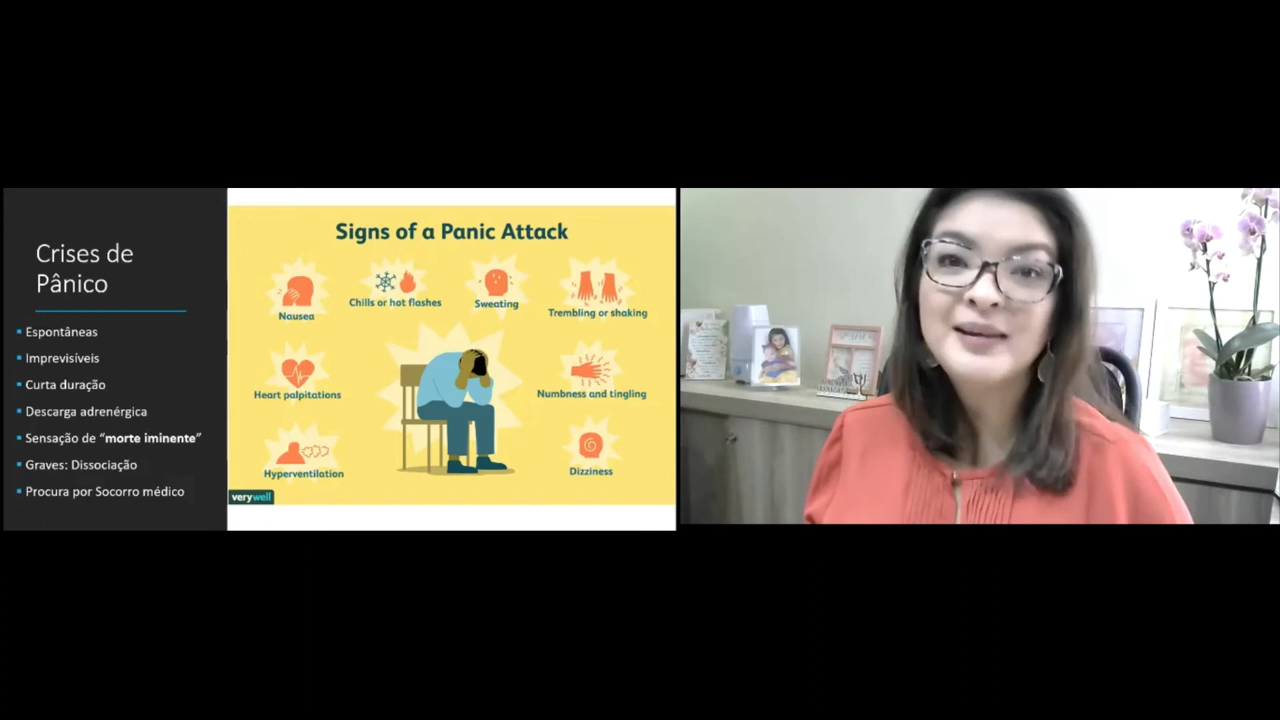 Crises de
Pânico
Espontâneas
Imprevisíveis
Curta duração
Descarga adrenérgica
Sensação de “morte iminente”
Graves: Dissociação
Procura por Socorro médico
Signs of a Panic Attack
Nausea
Chills or hot flashes
Sweating
Trembling or shaking
Heart palpitations
Numbness and tingling
Hyperventilation
Dizziness
verywell